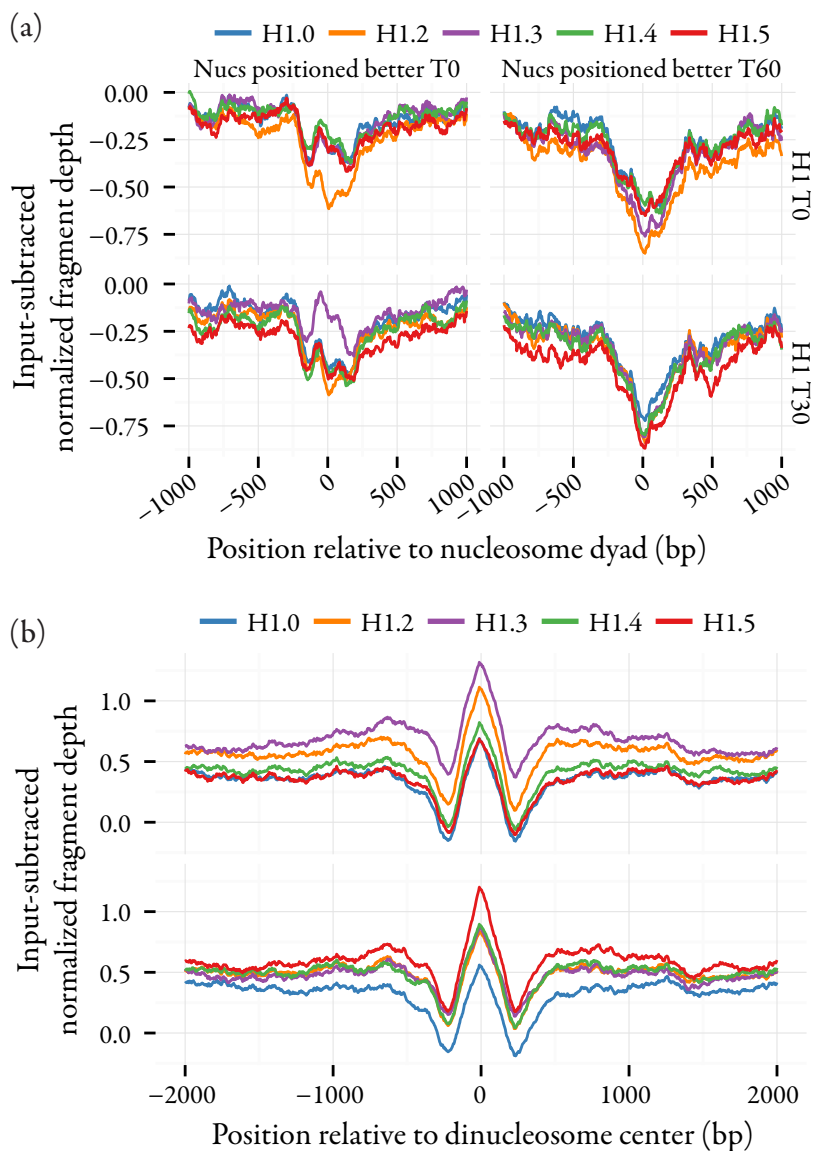 (a)
H1.0 H1.2 H1.3 H1.4 H1.5
Nucs positioned better T0 Nucs positioned better T60
0.00
−0.25
−0.50
−0.75
H1 T0
0.00
−0.25
−0.50
−0.75
H1 T30
Input-subtracted
normalized fragment depth
−1000 −500 0 500 1000 −1000 −500 0 500 1000
Position relative to nucleosome dyad (bp)
(b)
H1.0 H1.2 H1.3 H1.4 H1.5
1.0
0.5
0.0
1.0
0.5
0.0
Input-subtracted
normalized fragment depth
−2000 −1000 0 1000 2000
Position relative to dinucleosome center (bp)